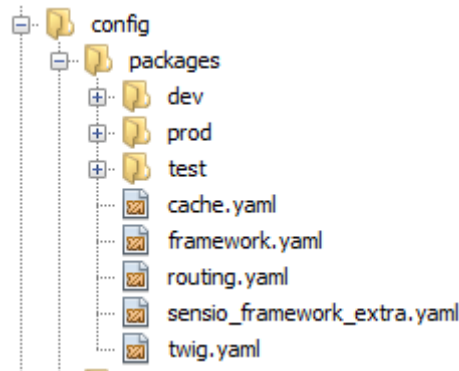 config
packages
dev
prod
test
cache.yaml
framework.yaml
routing.yaml
sensio_framework_extra.yaml
twig.yaml